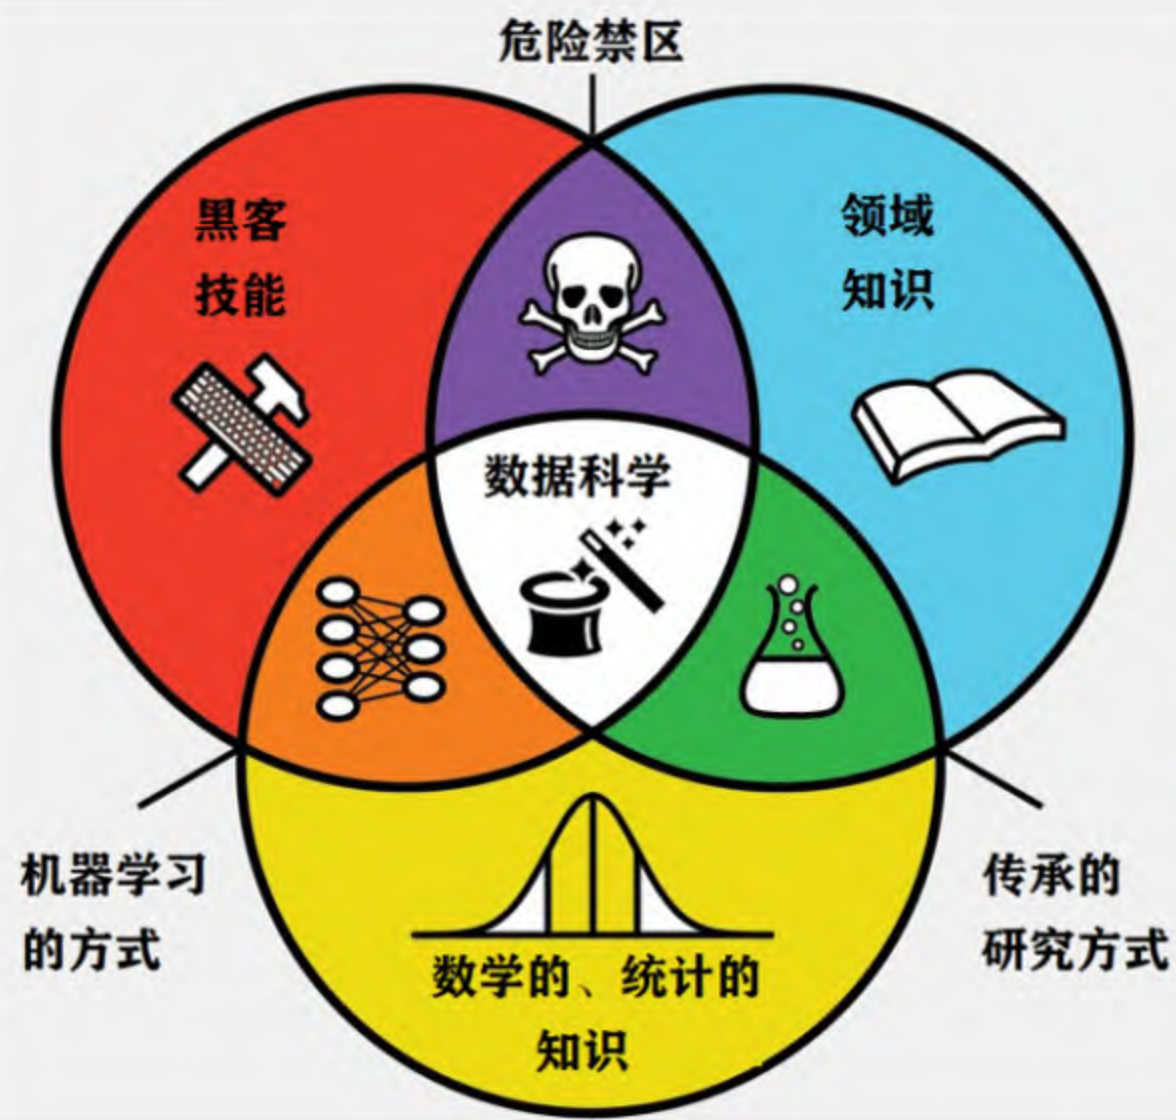 危险禁区
黑客
技能
领域
知识
数据科学
机器学习
的方式
传承的
研究方式
数学的、统计的
知识